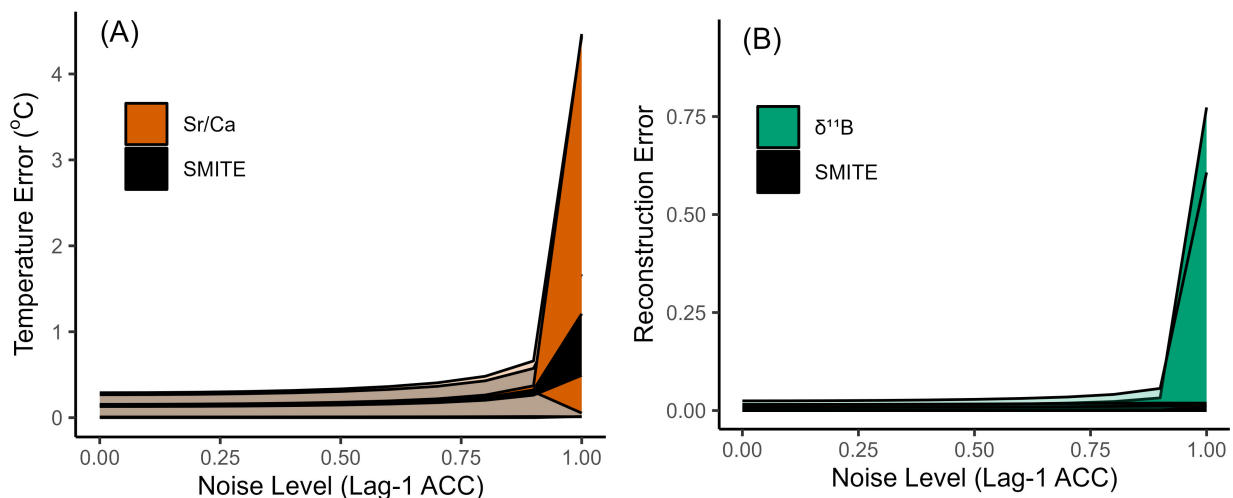 (A)
Temperature Error (°C)
4
3
2
1
0
Sr/Ca
SMITE
0.00 0.25 0.50 0.75 1.00
Noise Level (Lag-1 ACC)
(B)
Reconstruction Error
0.75
0.50
0.25
0.00
δ¹¹B
SMITE
0.00 0.25 0.50 0.75 1.00
Noise Level (Lag-1 ACC)